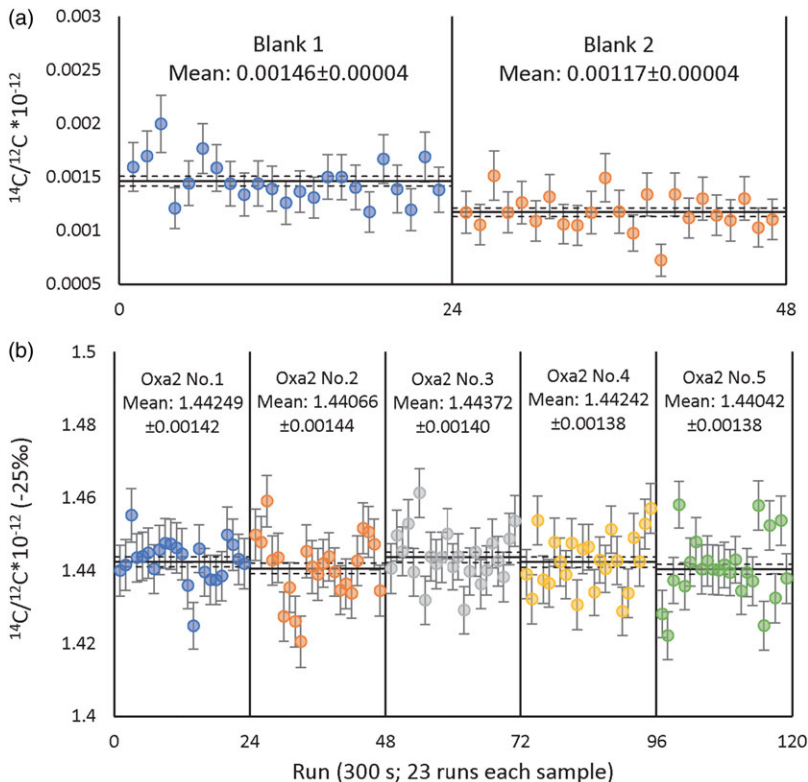 (a)
0.003
0.0025
0.002
0.0015
0.001
0.0005
¹⁴C/¹²C *10⁻¹²
Blank 1
Mean: 0.00146±0.00004
Blank 2
Mean: 0.00117±0.00004
0
24
48
(b)
1.5
1.48
1.46
1.44
1.42
1.4
¹⁴C/¹²C*10⁻¹² (-25‰)
Oxa2 No.1
Mean: 1.44249
±0.00142
Oxa2 No.2
Mean: 1.44066
±0.00144
Oxa2 No.3
Mean: 1.44372
±0.00140
Oxa2 No.4
Mean: 1.44242
±0.00138
Oxa2 No.5
Mean: 1.44042
±0.00138
0
24
48
72
96
120
Run (300 s; 23 runs each sample)